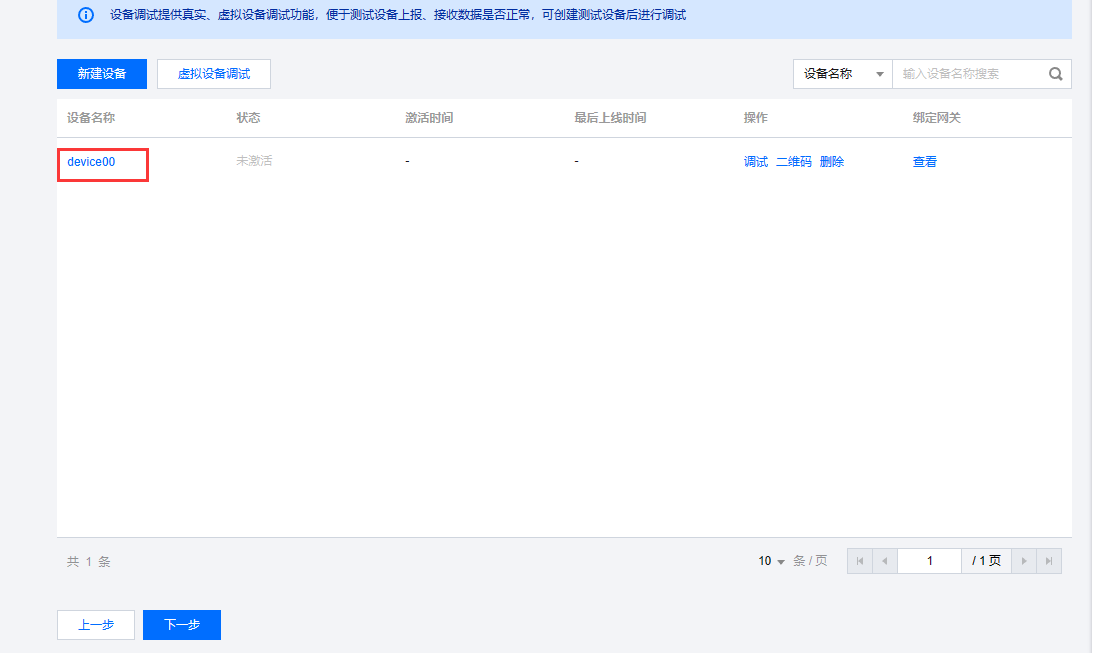 设备调试提供真实、虚拟设备调试功能，便于测试设备上报、接收数据是否正常，可创建测试设备后进行调试
新建设备 虚拟设备调试 设备名称 输入设备名称搜索
设备名称 状态 激活时间 最后上线时间 操作 绑定网关
device00 未激活 - - 调试 二维码 删除 查看
共 1 条 10 条 / 页 1 / 1 页
上一步 下一步